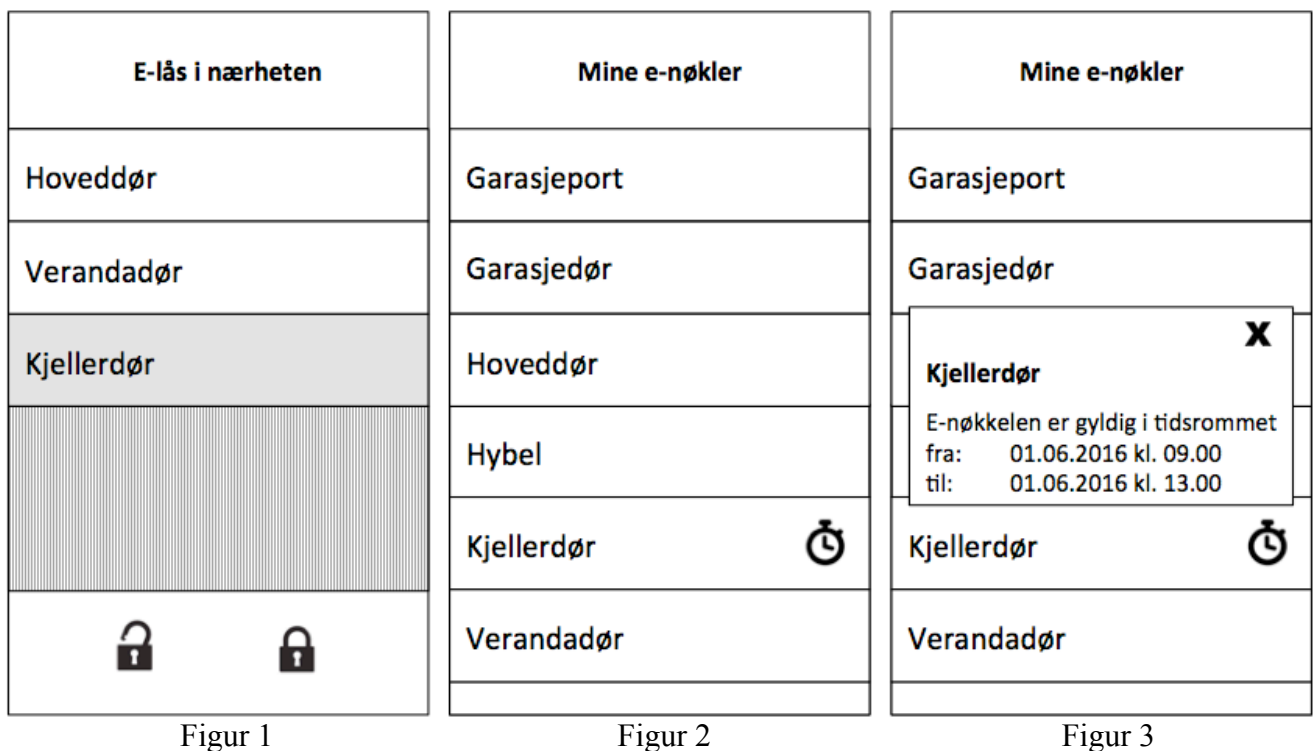 E-lås i nærheten
Hoveddør
Verandadør
Kjellerdør
Figur 1
Mine e-nøkler
Garasjeport
Garasjedør
Hoveddør
Hybel
Kjellerdør
Verandadør
Figur 2
Mine e-nøkler
Garasjeport
Garasjedør
X
Kjellerdør
E-nøkkelen er gyldig i tidsrommet
fra: 01.06.2016 kl. 09.00
til: 01.06.2016 kl. 13.00
Kjellerdør
Verandadør
Figur 3